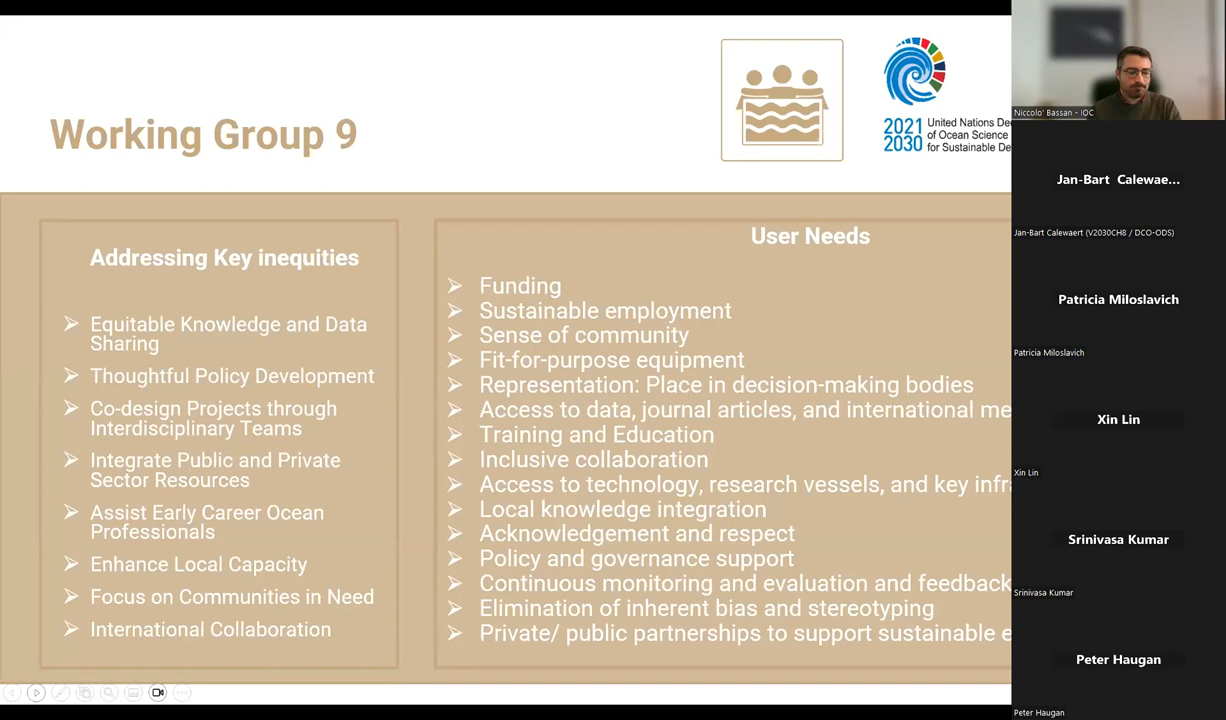 Working Group 9
2021
2030
United Nations De
of Ocean Science
for Sustainable De
Addressing Key inequities
Equitable Knowledge and Data
Sharing
Thoughtful Policy Development
Co-design Projects through
Interdisciplinary Teams
Integrate Public and Private
Sector Resources
Assist Early Career Ocean
Professionals
Enhance Local Capacity
Focus on Communities in Need
International Collaboration
User Needs
Funding
Sustainable employment
Sense of community
Fit-for-purpose equipment
Representation: Place in decision-making bodies
Access to data, journal articles, and international me
Training and Education
Inclusive collaboration
Access to technology, research vessels, and key infr
Local knowledge integration
Acknowledgement and respect
Policy and governance support
Continuous monitoring and evaluation and feedback
Elimination of inherent bias and stereotyping
Private/ public partnerships to support sustainable e
Niccolo' Bassan - IOC
Jan-Bart Calewae...
Jan-Bart Calewaert (V2030CH8 / DCO-ODS)
Patricia Miloslavich
Patricia Miloslavich
Xin Lin
Xin Lin
Srinivasa Kumar
Srinivasa Kumar
Peter Haugan
Peter Haugan